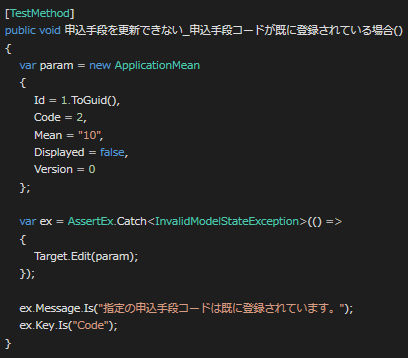 [TestMethod]
public void 申込手段を更新できない_申込手段コードが既に登録されている場合()
{
    var param = new ApplicationMean
    {
        Id = 1.ToGuid(),
        Code = 2,
        Mean = "10",
        Displayed = false,
        Version = 0
    };

    var ex = AssertEx.Catch<InvalidModelStateException>(() =>
    {
        Target.Edit(param);
    });

    ex.Message.Is("指定の申込手段コードは既に登録されています。");
    ex.Key.Is("Code");
}